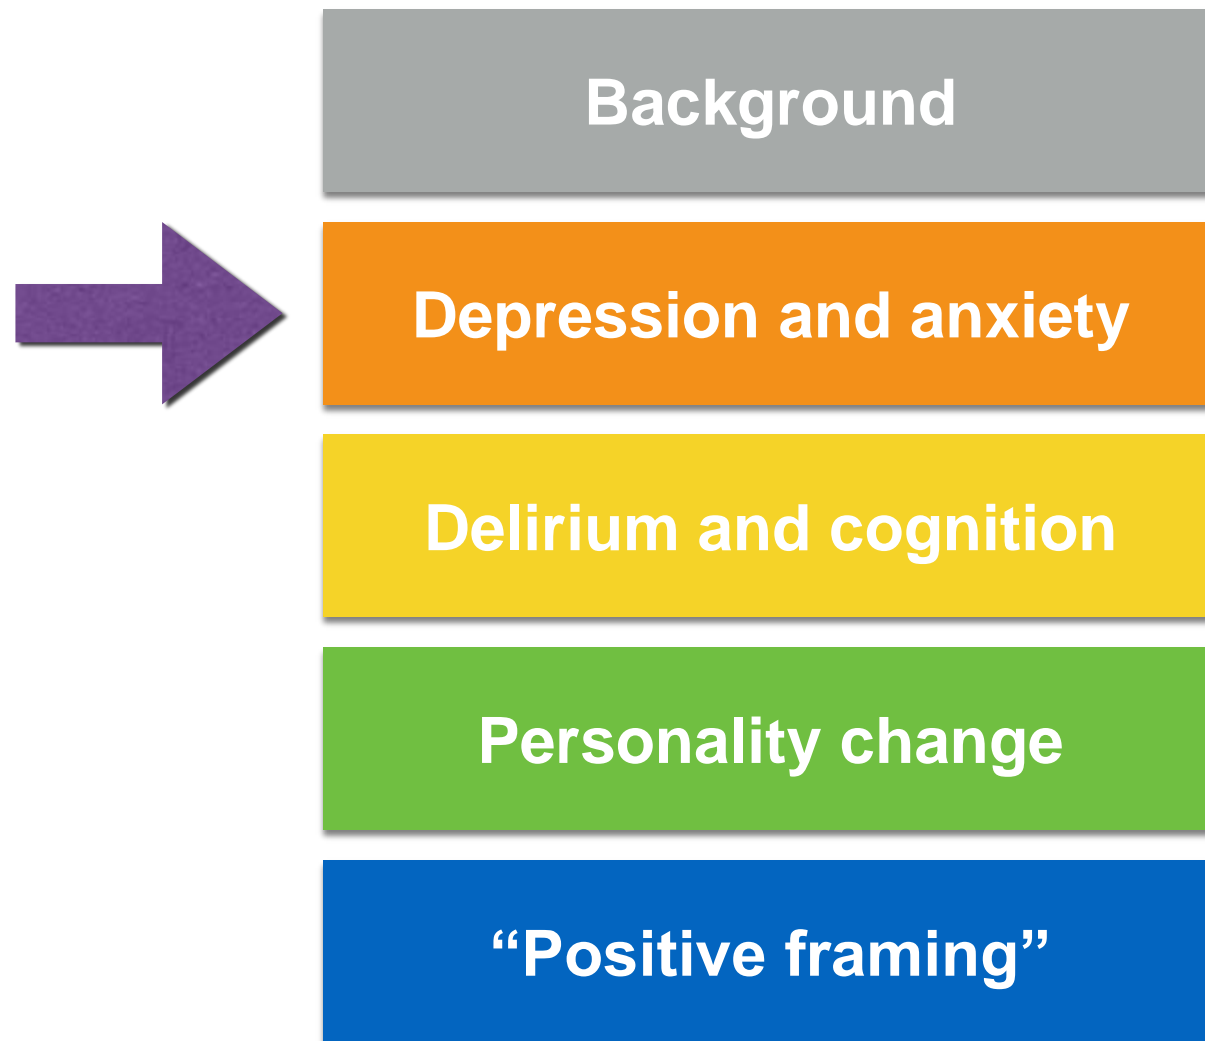 Background
Depression and anxiety
Delirium and cognition
Personality change
“Positive framing”